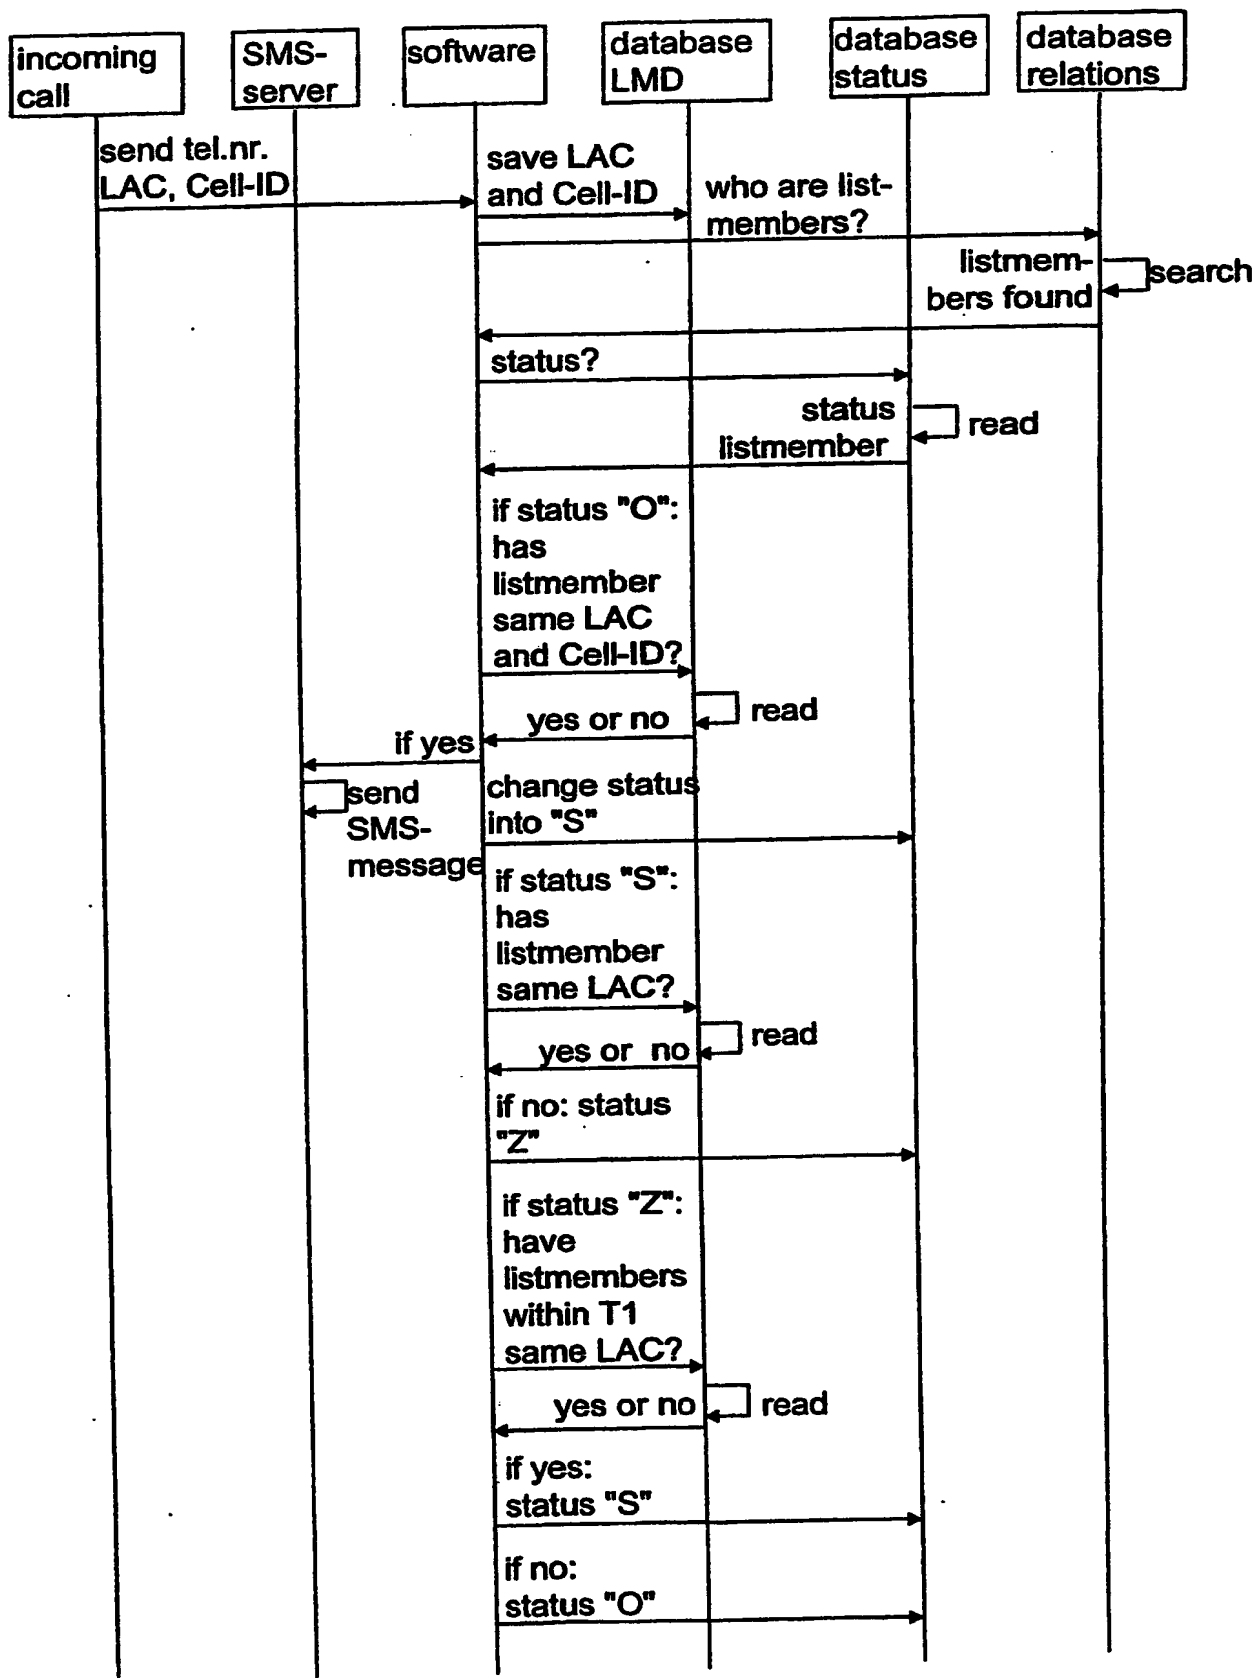 incoming
call
SMS-
server
software
database
LMD
database
status
database
relations
send tel.nr.
LAC, Cell-ID
save LAC
and Cell-ID
who are list-
members?
listmem-
bers found
search
status?
status
listmember
read
if status "O":
has
listmember
same LAC
and Cell-ID?
yes or no
read
if yes
send
SMS-
message
change status
into "S"
if status "S":
has
listmember
same LAC?
yes or no
read
if no: status
"Z"
if status "Z":
have
listmembers
within T1
same LAC?
yes or no
read
if yes:
status "S"
if no:
status "O"